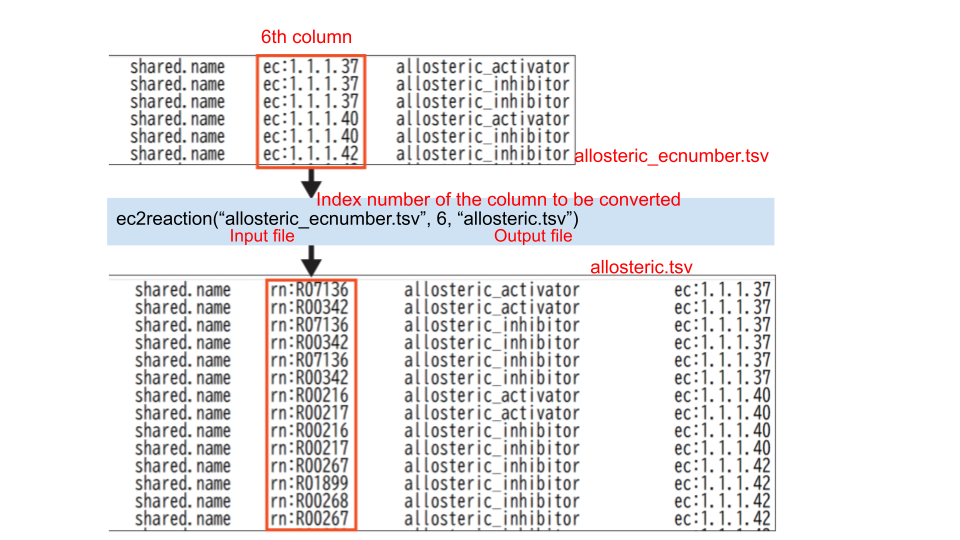 6th column
shared.name ec:1.1.1.37 allosteric_activator
shared.name ec:1.1.1.37 allosteric_inhibitor
shared.name ec:1.1.1.37 allosteric_inhibitor
shared.name ec:1.1.1.40 allosteric_activator
shared.name ec:1.1.1.40 allosteric_inhibitor
shared.name ec:1.1.1.42 allosteric_inhibitor
allosteric_ecnumber.tsv
Index number of the column to be converted
ec2reaction(“allosteric_ecnumber.tsv”, 6, “allosteric.tsv”)
Input file Output file
allosteric.tsv
shared.name rn:R07136 allosteric_activator ec:1.1.1.37
shared.name rn:R00342 allosteric_activator ec:1.1.1.37
shared.name rn:R07136 allosteric_inhibitor ec:1.1.1.37
shared.name rn:R00342 allosteric_inhibitor ec:1.1.1.37
shared.name rn:R07136 allosteric_inhibitor ec:1.1.1.37
shared.name rn:R00342 allosteric_inhibitor ec:1.1.1.37
shared.name rn:R00216 allosteric_activator ec:1.1.1.40
shared.name rn:R00217 allosteric_activator ec:1.1.1.40
shared.name rn:R00216 allosteric_inhibitor ec:1.1.1.40
shared.name rn:R00217 allosteric_inhibitor ec:1.1.1.40
shared.name rn:R00267 allosteric_inhibitor ec:1.1.1.42
shared.name rn:R01899 allosteric_inhibitor ec:1.1.1.42
shared.name rn:R00268 allosteric_inhibitor ec:1.1.1.42
shared.name rn:R00267 allosteric_inhibitor ec:1.1.1.42